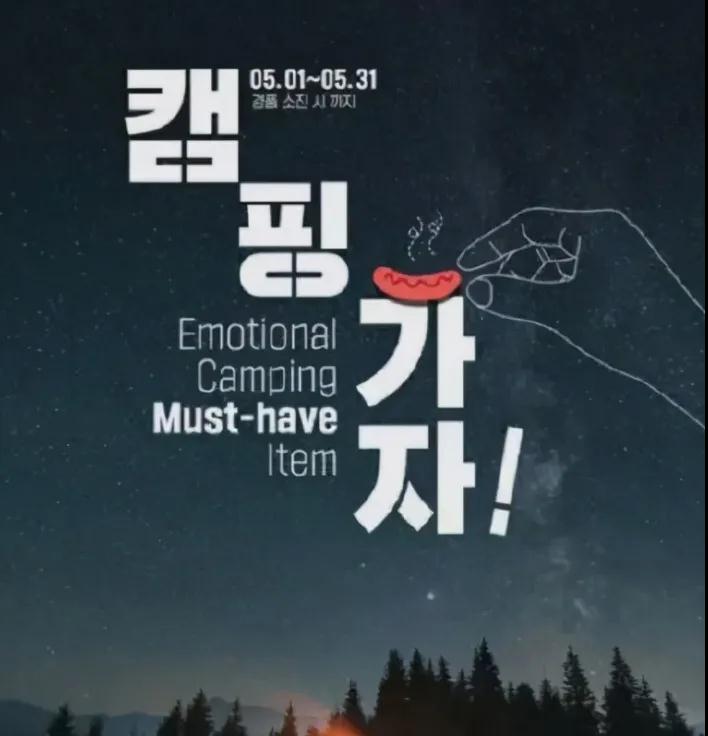 캠핑
05.01~05.31
경품 소진 시 까지
가자!
Emotional
Camping
Must-have
Item